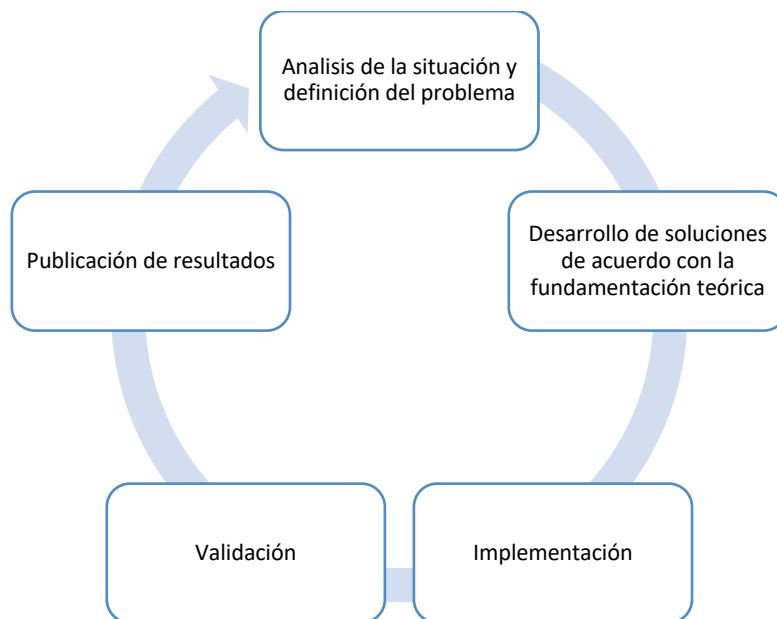 Analisis de la situación y
definición del problema
Desarrollo de soluciones
de acuerdo con la
fundamentación teórica
Implementación
Validación
Publicación de resultados